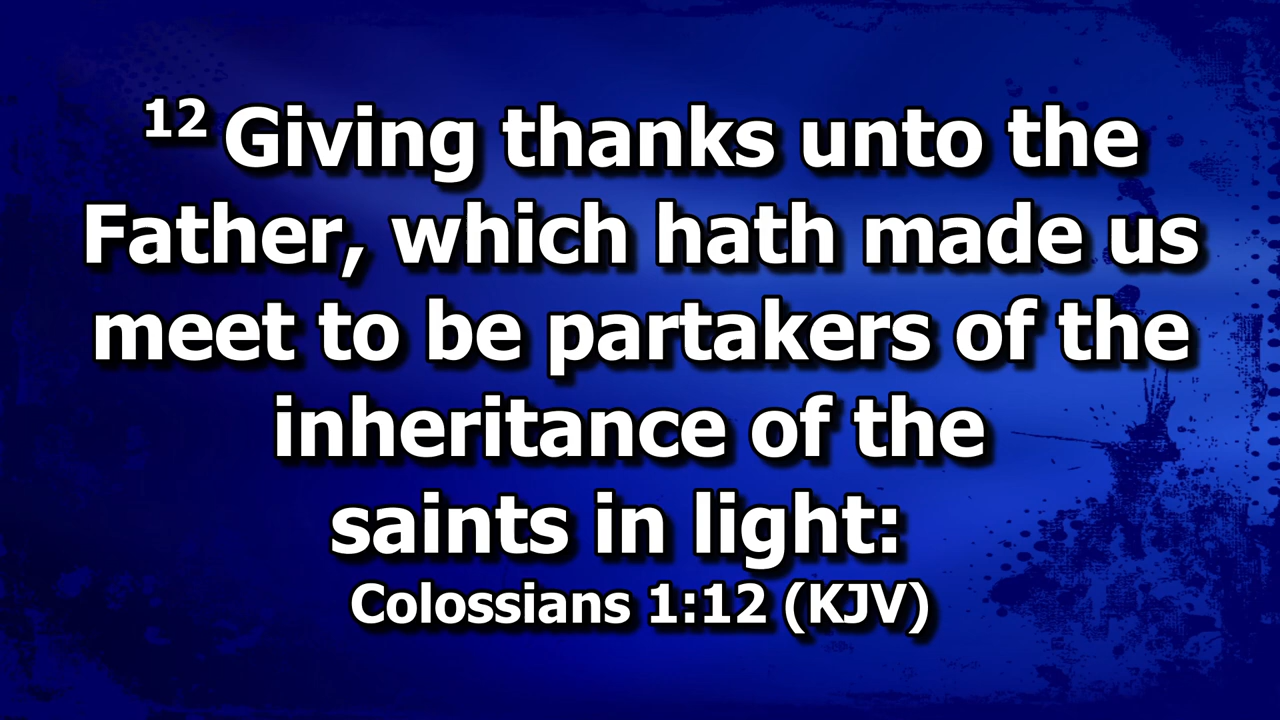 12 Giving thanks unto the
Father, which hath made us
meet to be partakers of the
inheritance of the
saints in light:
Colossians 1:12 (KJV)